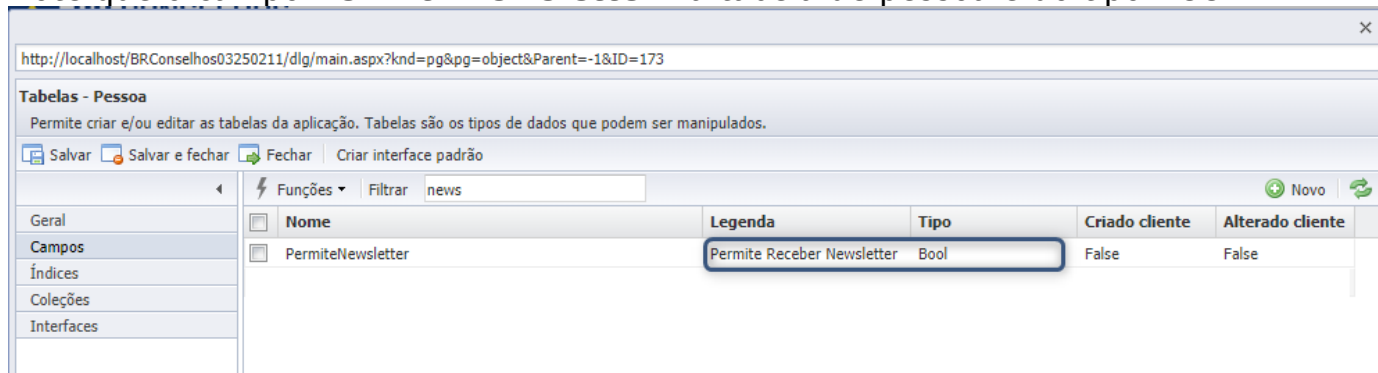 http://localhost/BRConselhos03250211/dlg/main.aspx?knd=pg&pg=object&Parent=-1&ID=173
Tabelas - Pessoa
Permite criar e/ou editar as tabelas da aplicação. Tabelas são os tipos de dados que podem ser manipulados.
Salvar Salvar e fechar Fechar Criar interface padrão
Funções Filtrar news Novo
Geral Nome Legenda Tipo Criado cliente Alterado cliente
Campos PermiteNewsletter Permite Receber Newsletter Bool False False
Índices
Coleções
Interfaces